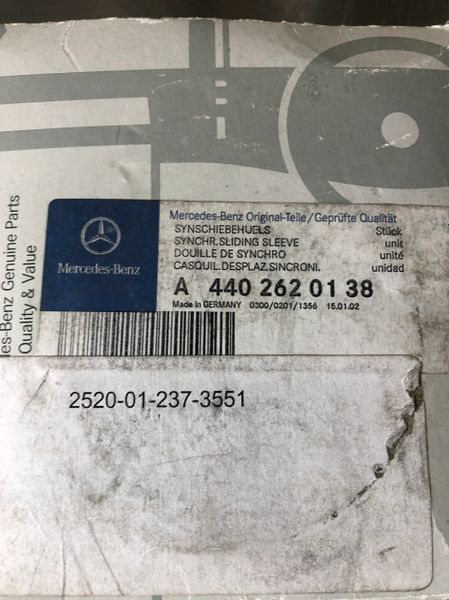 Mercedes-Benz Original-Teile/Geprüfte Qualität
SYNSCHIEBEHUELS Stück
SYNCHR.SLIDING SLEEVE unit
DOUILLE DE SYNCHRO unité
CASQUIL.DESPLAZ.SINCRONI. unidad
A 440 262 01 38
Made in GERMANY 0300/0201/1356 15.01.02
Mercedes-Benz
2520-01-237-3551
des-Benz Genuine Parts
Quality & Value